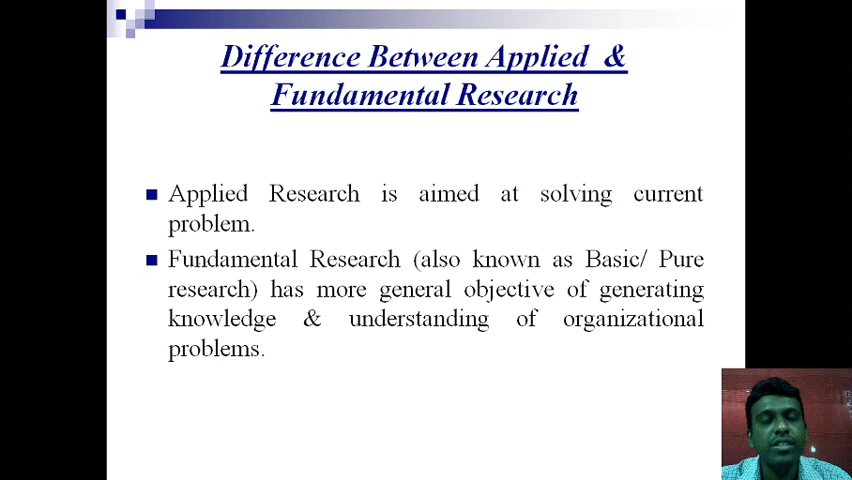 Difference Between Applied &
Fundamental Research
Applied Research is aimed at solving current
problem.
Fundamental Research (also known as Basic/ Pure
research) has more general objective of generating
knowledge & understanding of organizational
problems.